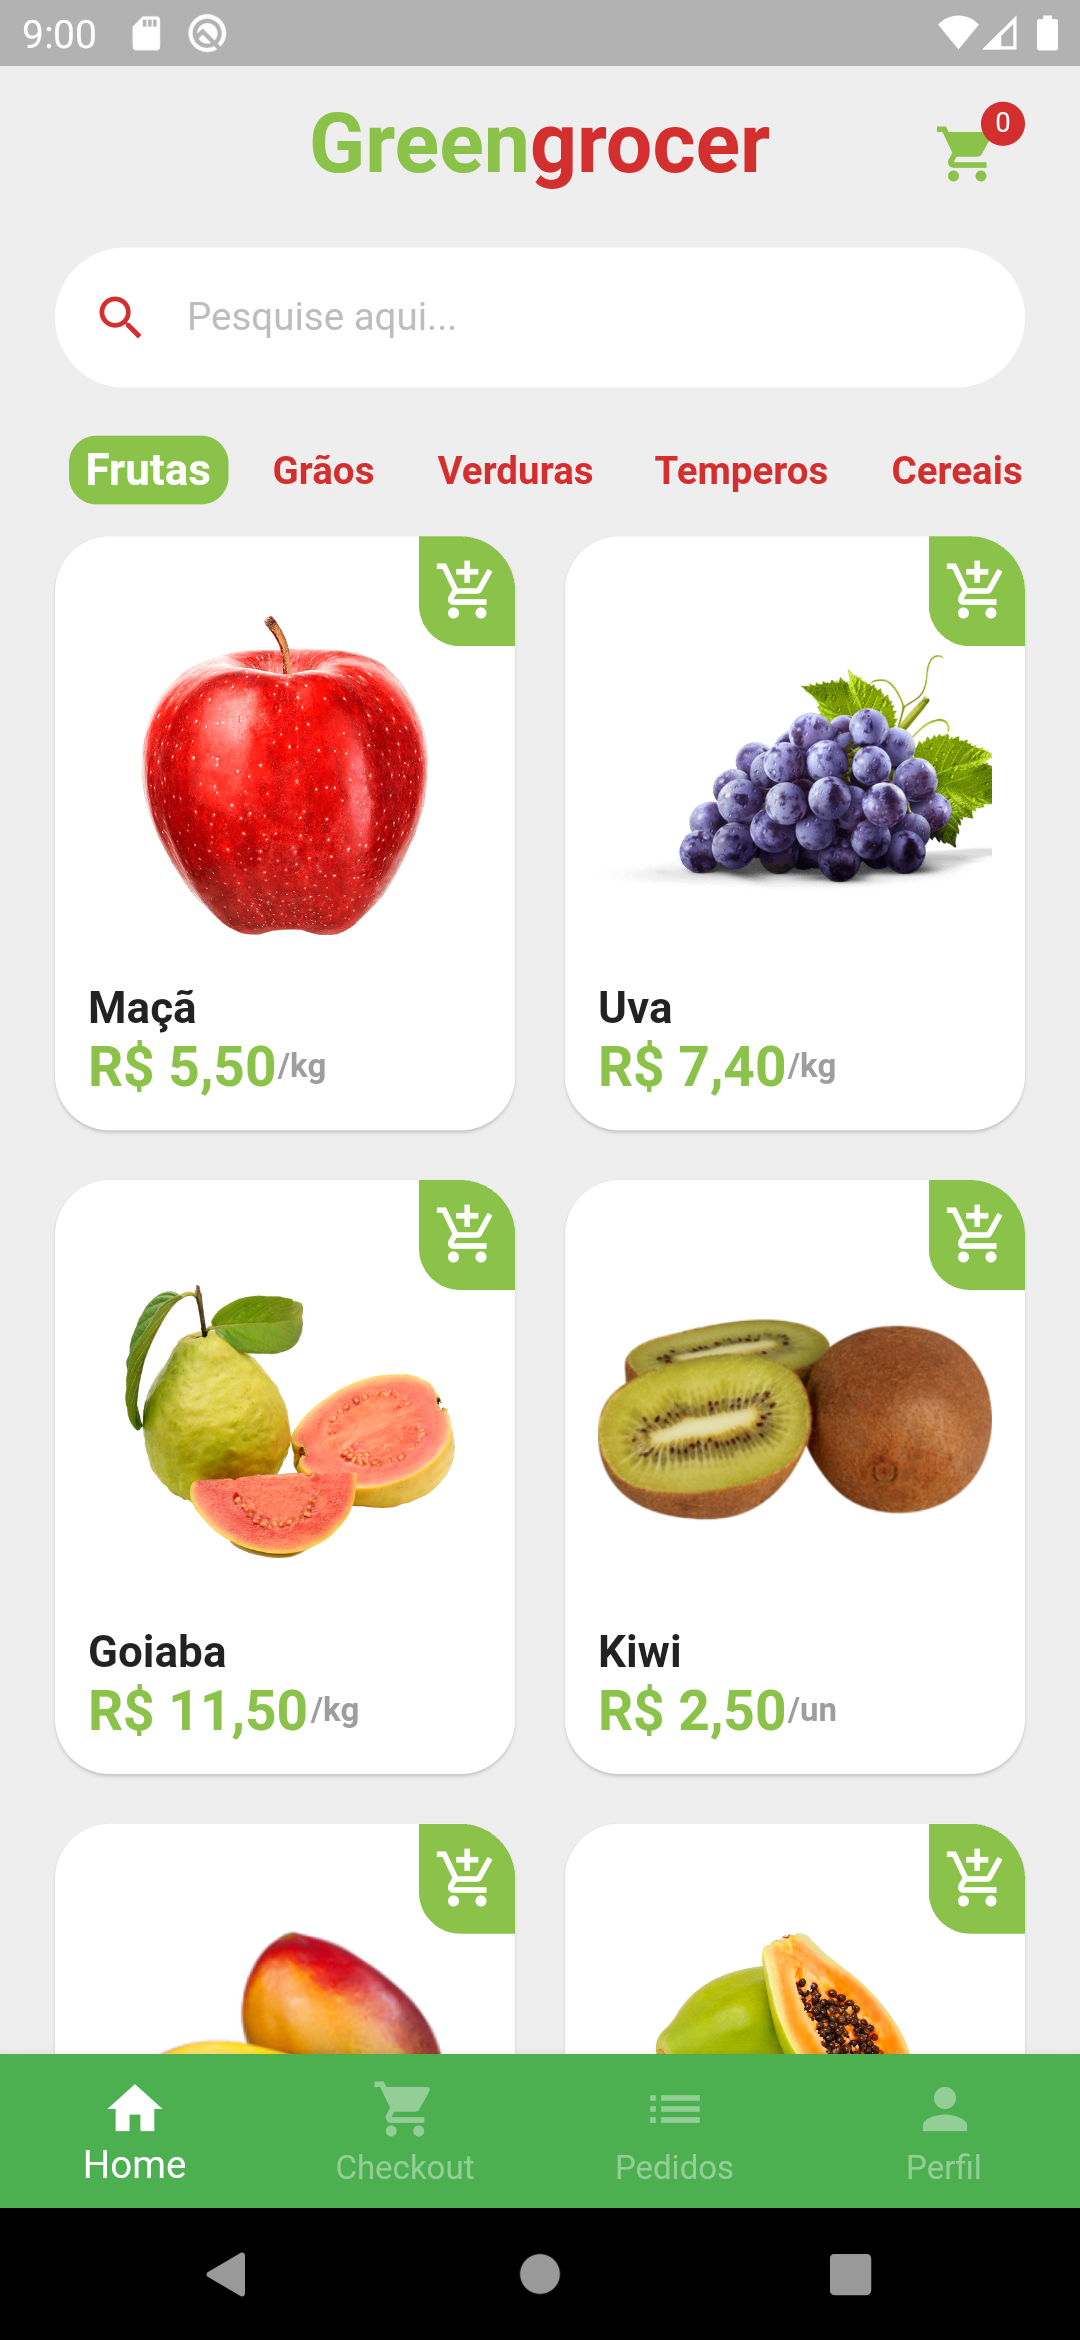 9:00
Greengrocer
0
Pesquise aqui...
Frutas Grãos Verduras Temperos Cereais
Maçã
R$ 5,50/kg
Uva
R$ 7,40/kg
Goiaba
R$ 11,50/kg
Kiwi
R$ 2,50/un
Home Checkout Pedidos Perfil